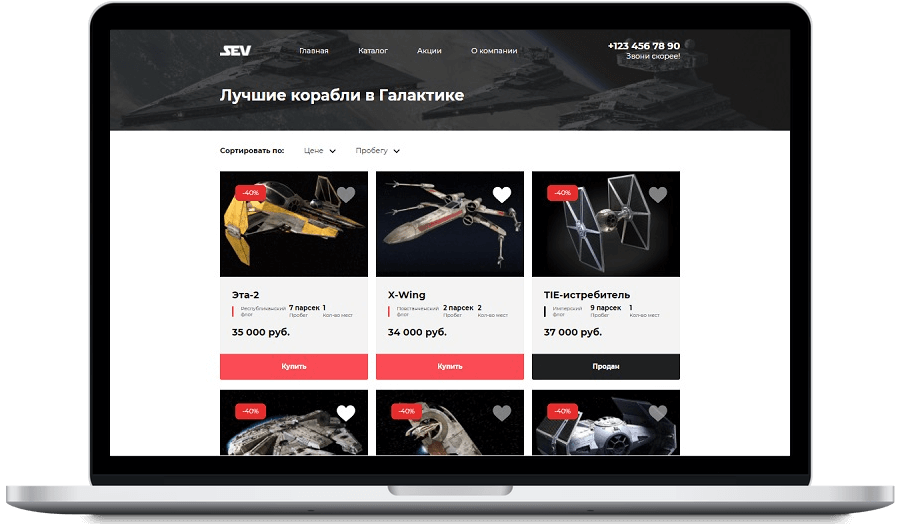 SEV Главная Каталог Акции О компании +123 456 78 90
Звони скорее!
Лучшие корабли в Галактике
Сортировать по: Цене Пробегу
-40% -40%
Эта-2 X-Wing TIE-истребитель
Республиканский флот 7 парсек Пробег 1 Кол-во мест
Повстанческий флот 2 парсек Пробег 2 Кол-во мест
Имперский флот 9 парсек Пробег 1 Кол-во мест
35 000 руб. 34 000 руб. 37 000 руб.
Купить Купить Продан
-40% -40% -40%